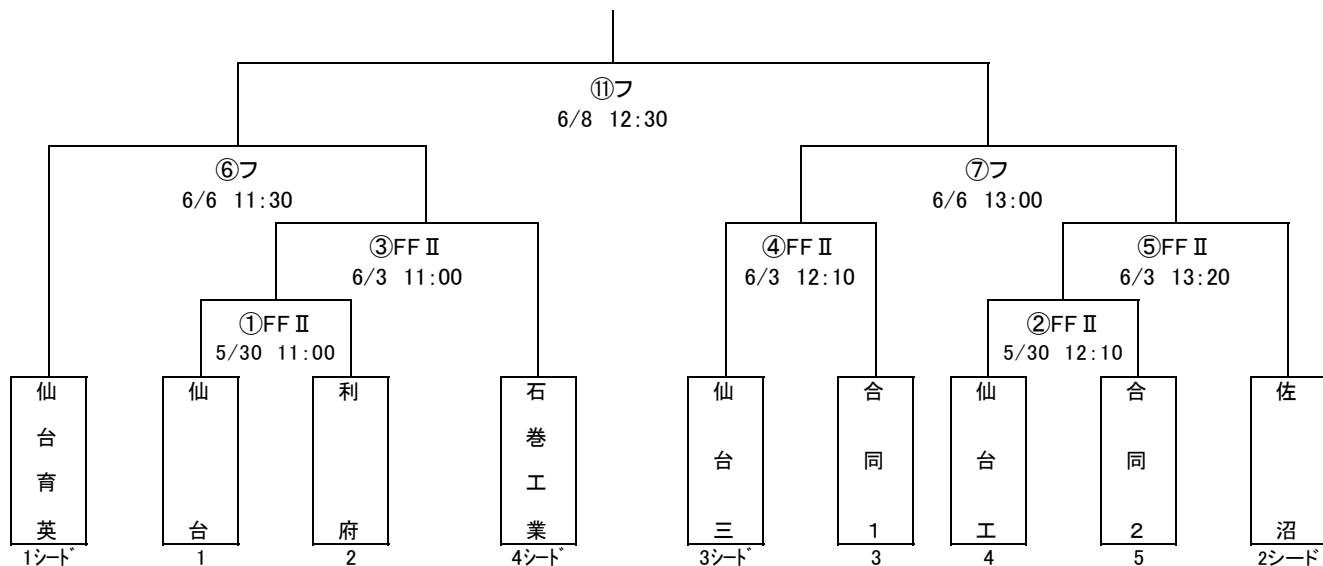 ⑪フ
6/8 12:30
⑥フ
6/6 11:30
⑦フ
6/6 13:00
③FFⅡ
6/3 11:00
④FFⅡ
6/3 12:10
⑤FFⅡ
6/3 13:20
①FFⅡ
5/30 11:00
②FFⅡ
5/30 12:10
仙台育英
仙台
利府
石巻工業
仙台三
合同1
仙台工
合同2
佐沼
1シード
1
2
4シード
3シード
3
4
5
2シード